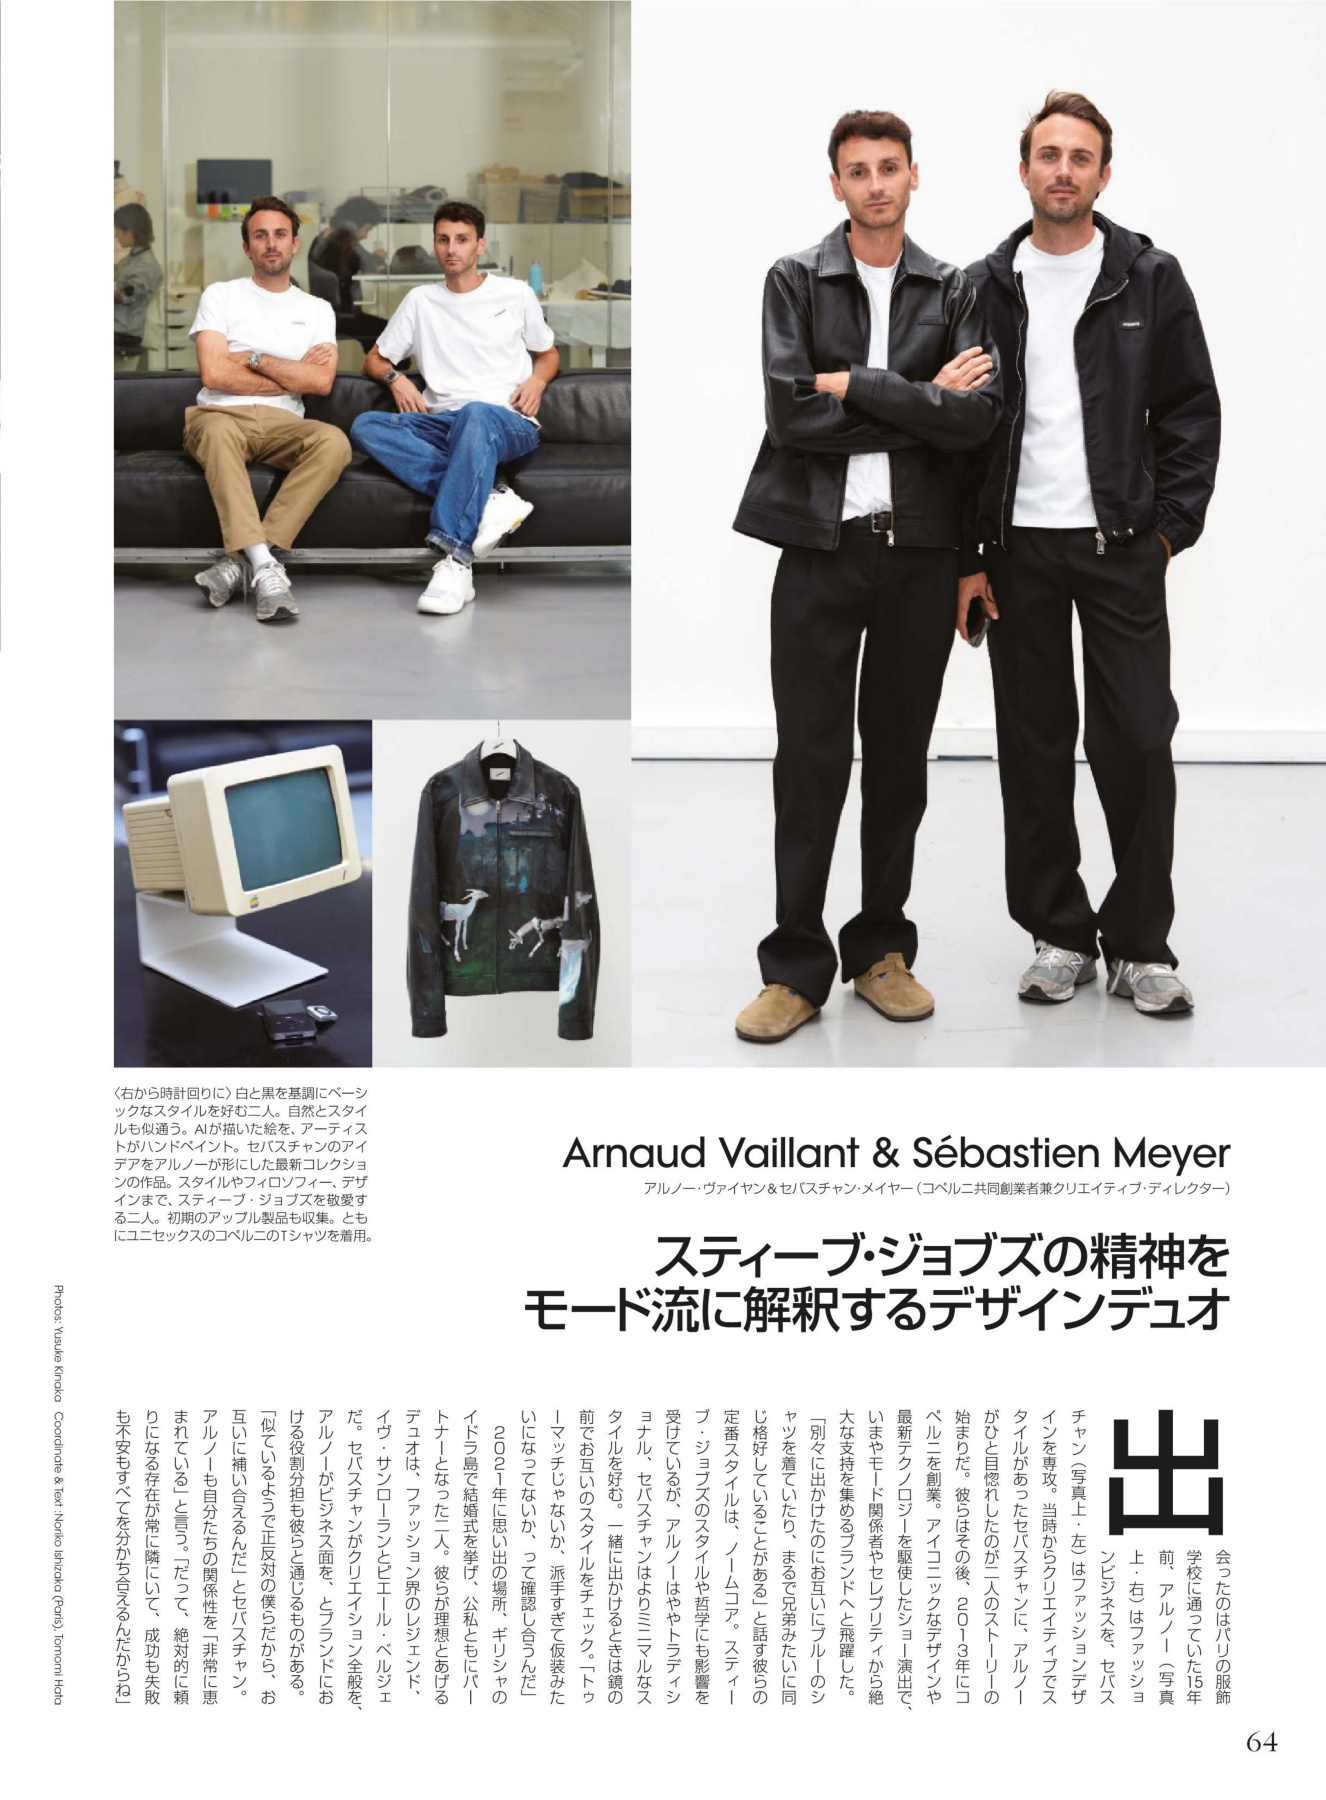 coperni
〈右から時計回りに〉白と黒を基調にベーシ
ックなスタイルを好む二人。自然とスタイ
ルも似通う。AIが描いた絵を、アーティス
トがハンドペイント。セバスチャンのアイ
デアをアルノーが形にした最新コレクショ
ンの作品。スタイルやフィロソフィー、デザ
インまで、スティーブ・ジョブズを敬愛す
る二人。初期のアップル製品も収集。とも
にユニセックスのコペルニのTシャツを着用。
Arnaud Vaillant & Sébastien Meyer
アルノー・ヴァイヤン&セバスチャン・メイヤー(コペルニ共同創業者兼クリエイティブ・ディレクター)
スティーブ・ジョブズの精神を
モード流に解釈するデザインデュオ
出
会ったのはパリの服飾
学校に通っていた15年
前、アルノー(写真
上・右)はファッショ
ンビジネスを、セバス
チャン(写真上・左)はファッションデザ
インを専攻。当時からクリエイティブでス
タイルがあったセバスチャンに、アルノー
がひと目惚れしたのが二人のストーリーの
始まりだ。彼らはその後、2013年にコ
ペルニを創業。アイコニックなデザインや
最新テクノロジーを駆使したショー演出で、
いまやモード関係者やセレブリティから絶
大な支持を集めるブランドへと飛躍した。
「別々に出かけたのにお互いにブルーのシ
ャツを着ていたり、まるで兄弟みたいに同
じ格好していることがある」と話す彼らの
定番スタイルは、ノームコア。スティー
ブ・ジョブズのスタイルや哲学にも影響を
受けているが、アルノーはややトラディシ
ョナル、セバスチャンはよりミニマルなス
タイルを好む。一緒に出かけるときは鏡の
前でお互いのスタイルをチェック。「トゥ
ーマッチじゃないか、派手すぎて仮装みた
いになってないか、って確認し合うんだ」
2021年に思い出の場所、ギリシャの
イドラ島で結婚式を挙げ、公私ともにパー
トナーとなった二人。彼らが理想とあげる
デュオは、ファッション界のレジェンド、
イヴ・サンローランとピエール・ベルジェ
だ。セバスチャンがクリエイション全般を、
アルノーがビジネス面を、とブランドにお
ける役割分担も彼らと通じるものがある。
「似ているようで正反対の僕らだから、お
互いに補い合えるんだ」とセバスチャン。
アルノーも自分たちの関係性を「非常に恵
まれている」と言う。「だって、絶対的に頼
りになる存在が常に隣にいて、成功も失敗
も不安もすべてを分かち合えるんだからね」
Photos: Yusuke Kinaka Coordinate & Text :Noriko Ishizaka (Paris), Tomomi Hata
64